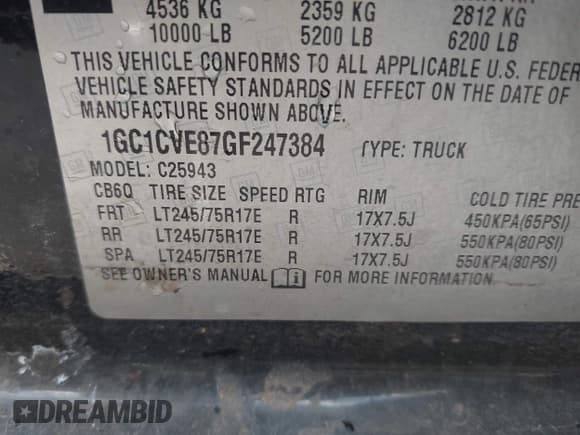 4536 KG 2359 KG 2812 KG
10000 LB 5200 LB 6200 LB
THIS VEHICLE CONFORMS TO ALL APPLICABLE U.S. FEDER
VEHICLE SAFETY STANDARDS IN EFFECT ON THE DATE OF
MANUFACTURE SHOWN ABOVE.
1GC1CVE87GF247384 TYPE: TRUCK
MODEL: C25943
CB6Q TIRE SIZE SPEED RTG RIM COLD TIRE PRE
FRT LT245/75R17E R 17X7.5J 450KPA(65PSI)
RR LT245/75R17E R 17X7.5J 550KPA(80PSI)
SPA LT245/75R17E R 17X7.5J 550KPA(80PSI)
SEE OWNER'S MANUAL FOR MORE INFORMATION
DREAMBID